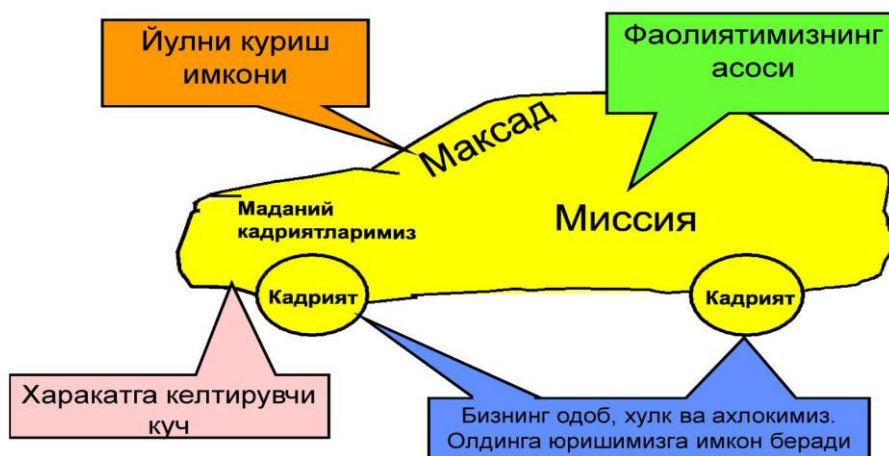 Йулни куриш
имкони
Фаолиятимизнинг
асоси
Максад
Маданий
кадриятларимиз
Миссия
Кадрият
Кадрият
Харакатга келтирувчи
куч
Бизнинг одоб, хулк ва ахлокимиз.
Олдинга юришимизга имкон беради